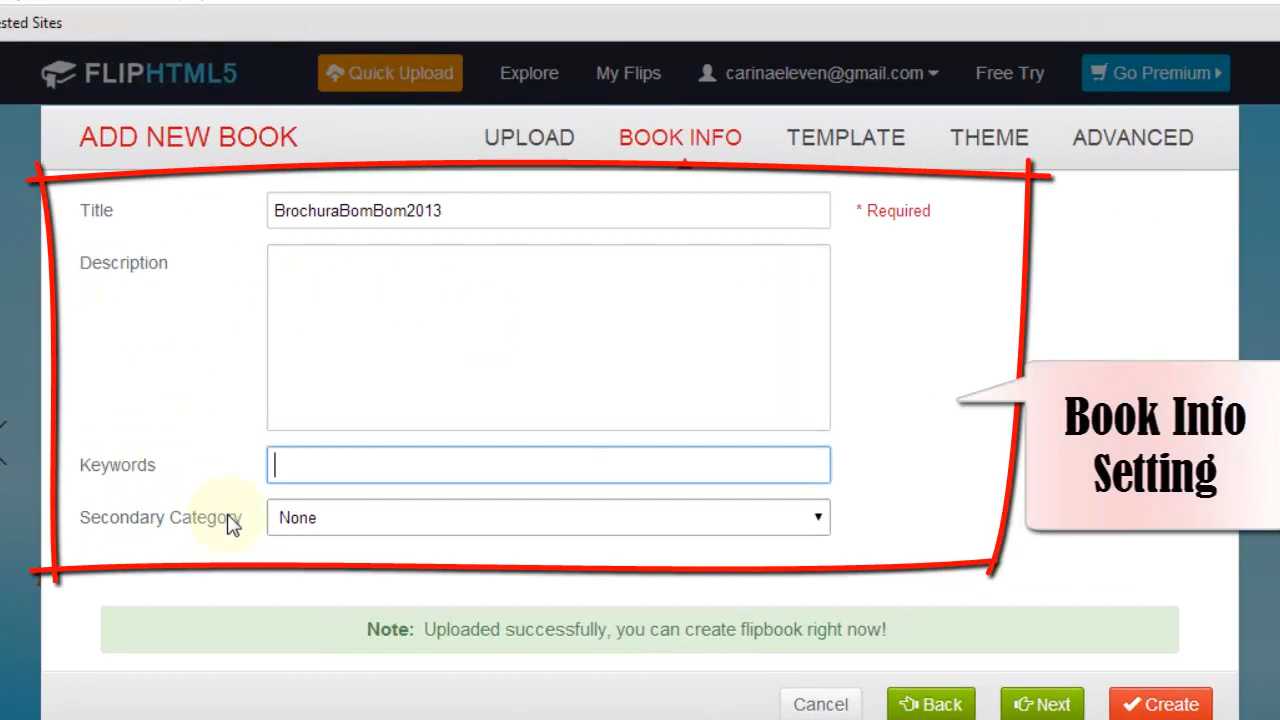 ested Sites
FLIPHTML5 Quick Upload Explore My Flips carinaeleven@gmail.com Free Try Go Premium
ADD NEW BOOK UPLOAD BOOK INFO TEMPLATE THEME ADVANCED
Title BrochuraBomBom2013 * Required
Description
Keywords
Secondary Category None
Book Info
Setting
Note: Uploaded successfully, you can create flipbook right now!
Cancel Back Next Create